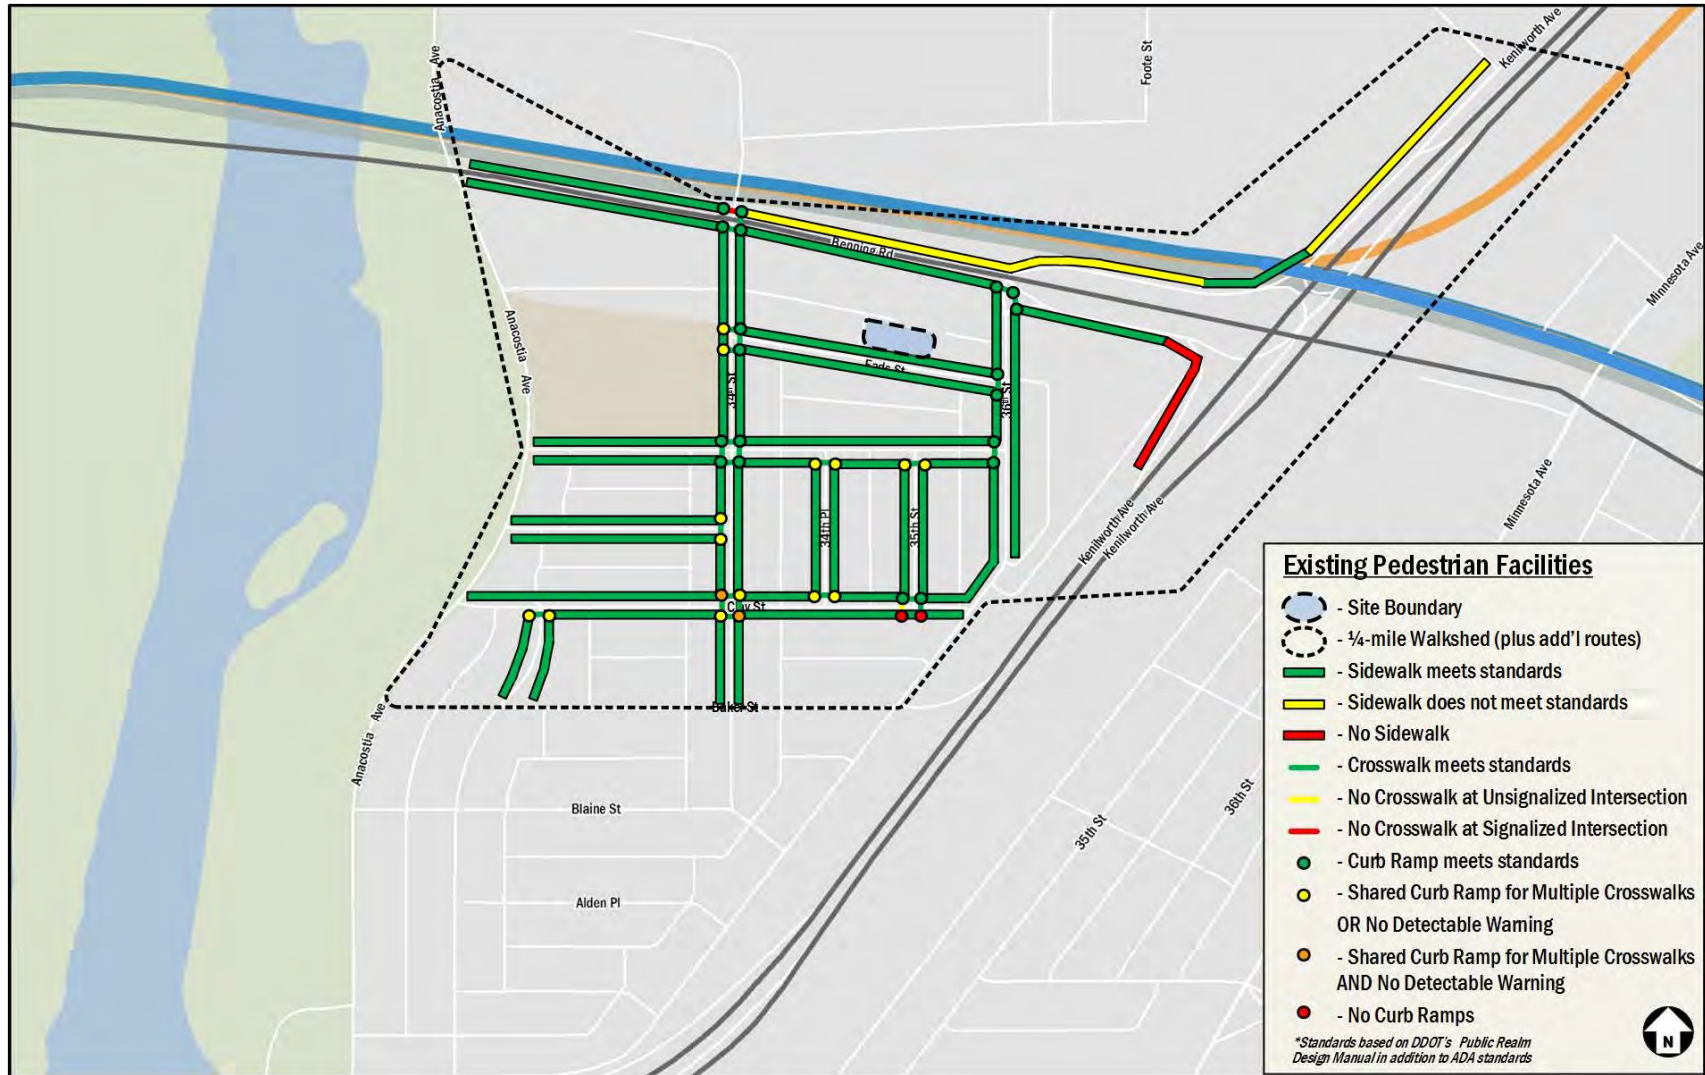 Kenilworth Ave
Anacostia Ave
Foote St
Benning Rd
Minnesota Ave
Anacostia Ave
Eads St
34th St
36th St
34th Pl
35th St
Minnesota Ave
Kenilworth Ave
Kenilworth Ave
Clay St
Baker St
Anacostia Ave
Blaine St
35th St
36th St
Alden Pl
Existing Pedestrian Facilities
- Site Boundary
- ¼-mile Walkshed (plus add'l routes)
- Sidewalk meets standards
- Sidewalk does not meet standards
- No Sidewalk
- Crosswalk meets standards
- No Crosswalk at Unsignalized Intersection
- No Crosswalk at Signalized Intersection
- Curb Ramp meets standards
- Shared Curb Ramp for Multiple Crosswalks
OR No Detectable Warning
- Shared Curb Ramp for Multiple Crosswalks
AND No Detectable Warning
- No Curb Ramps
*Standards based on DDOT's Public Realm
Design Manual in addition to ADA standards
N